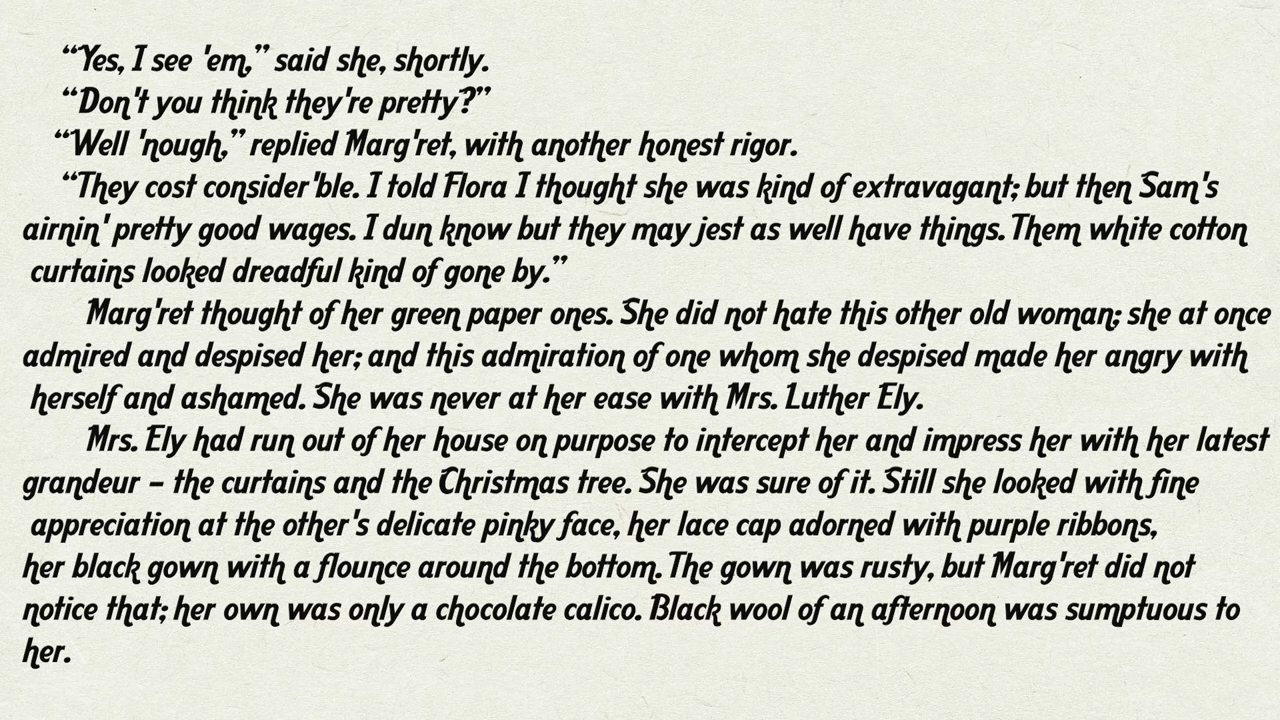 “Yes, I see 'em,” said she, shortly.
“Don't you think they're pretty?”
“Well 'nough,” replied Marg'ret, with another honest rigor.
“They cost consider'ble. I told Flora I thought she was kind of extravagant; but then Sam's
airnin' pretty good wages. I dun know but they may jest as well have things. Them white cotton
curtains looked dreadful kind of gone by.”
Marg'ret thought of her green paper ones. She did not hate this other old woman; she at once
admired and despised her; and this admiration of one whom she despised made her angry with
herself and ashamed. She was never at her ease with Mrs. Luther Ely.
Mrs. Ely had run out of her house on purpose to intercept her and impress her with her latest
grandeur – the curtains and the Christmas tree. She was sure of it. Still she looked with fine
appreciation at the other's delicate pinky face, her lace cap adorned with purple ribbons,
her black gown with a flounce around the bottom. The gown was rusty, but Marg'ret did not
notice that; her own was only a chocolate calico. Black wool of an afternoon was sumptuous to
her.